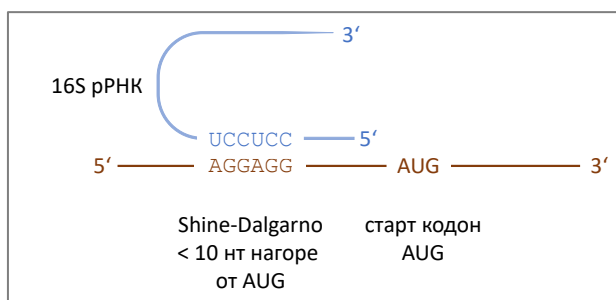 3‘
16S рРНК
UCCUCC 5‘
5‘ AGGAGG AUG 3‘
Shine-Dalgarno
< 10 нт нагоре
от AUG
старт кодон
AUG